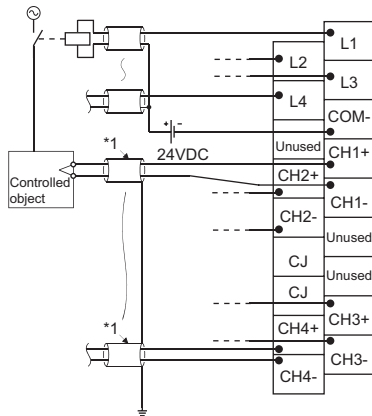 L1
L2
L3
L4
COM-
Unused
24VDC
*1
CH1+
CH2+
Controlled
object
CH1-
CH2-
Unused
CJ
Unused
CJ
CH3+
*1
CH4+
CH3-
CH4-